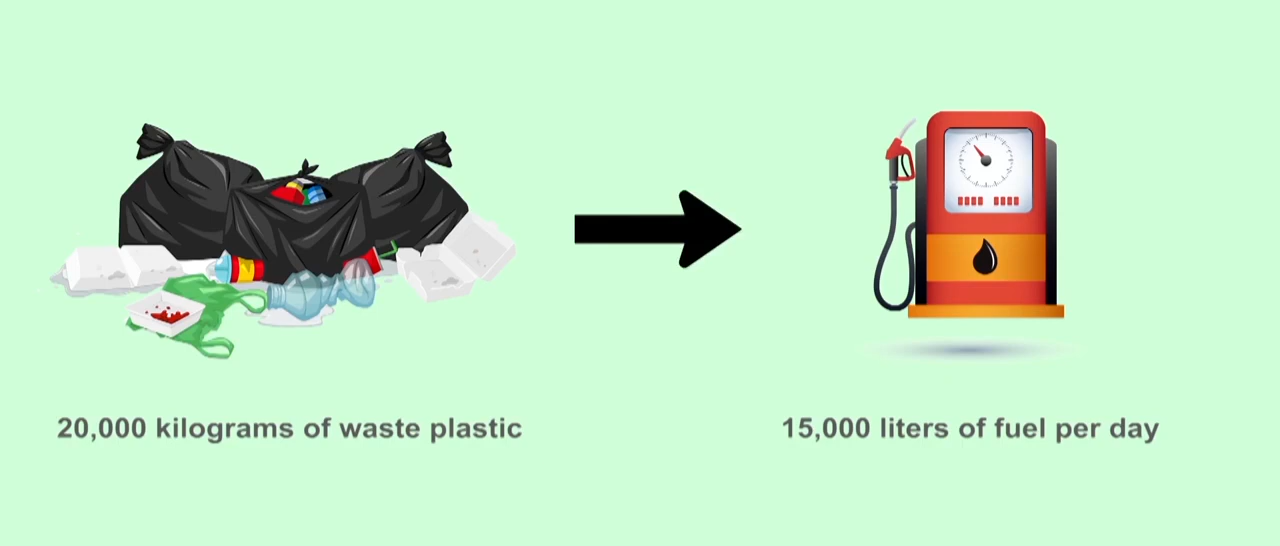 20,000 kilograms of waste plastic
15,000 liters of fuel per day